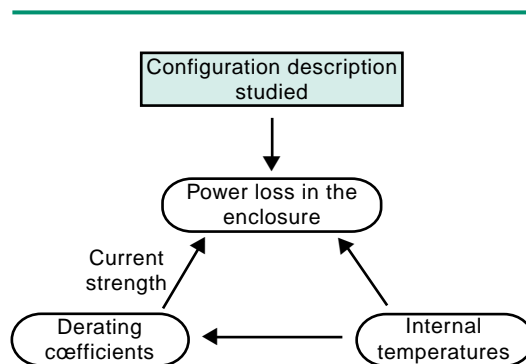 Configuration description
studied
Power loss in the
enclosure
Current
strength
Derating
cœfficients
Internal
temperatures